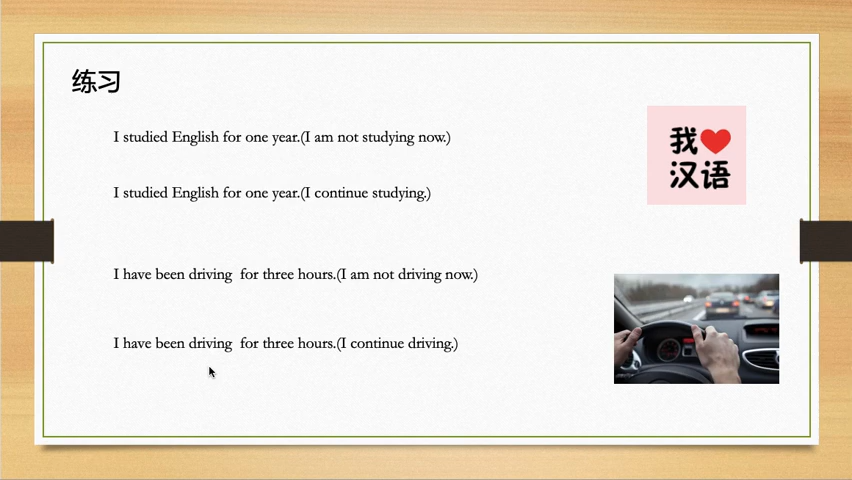 练习
I studied English for one year.(I am not studying now.)
I studied English for one year.(I continue studying.)
I have been driving  for three hours.(I am not driving now.)
I have been driving  for three hours.(I continue driving.)
我❤
汉语